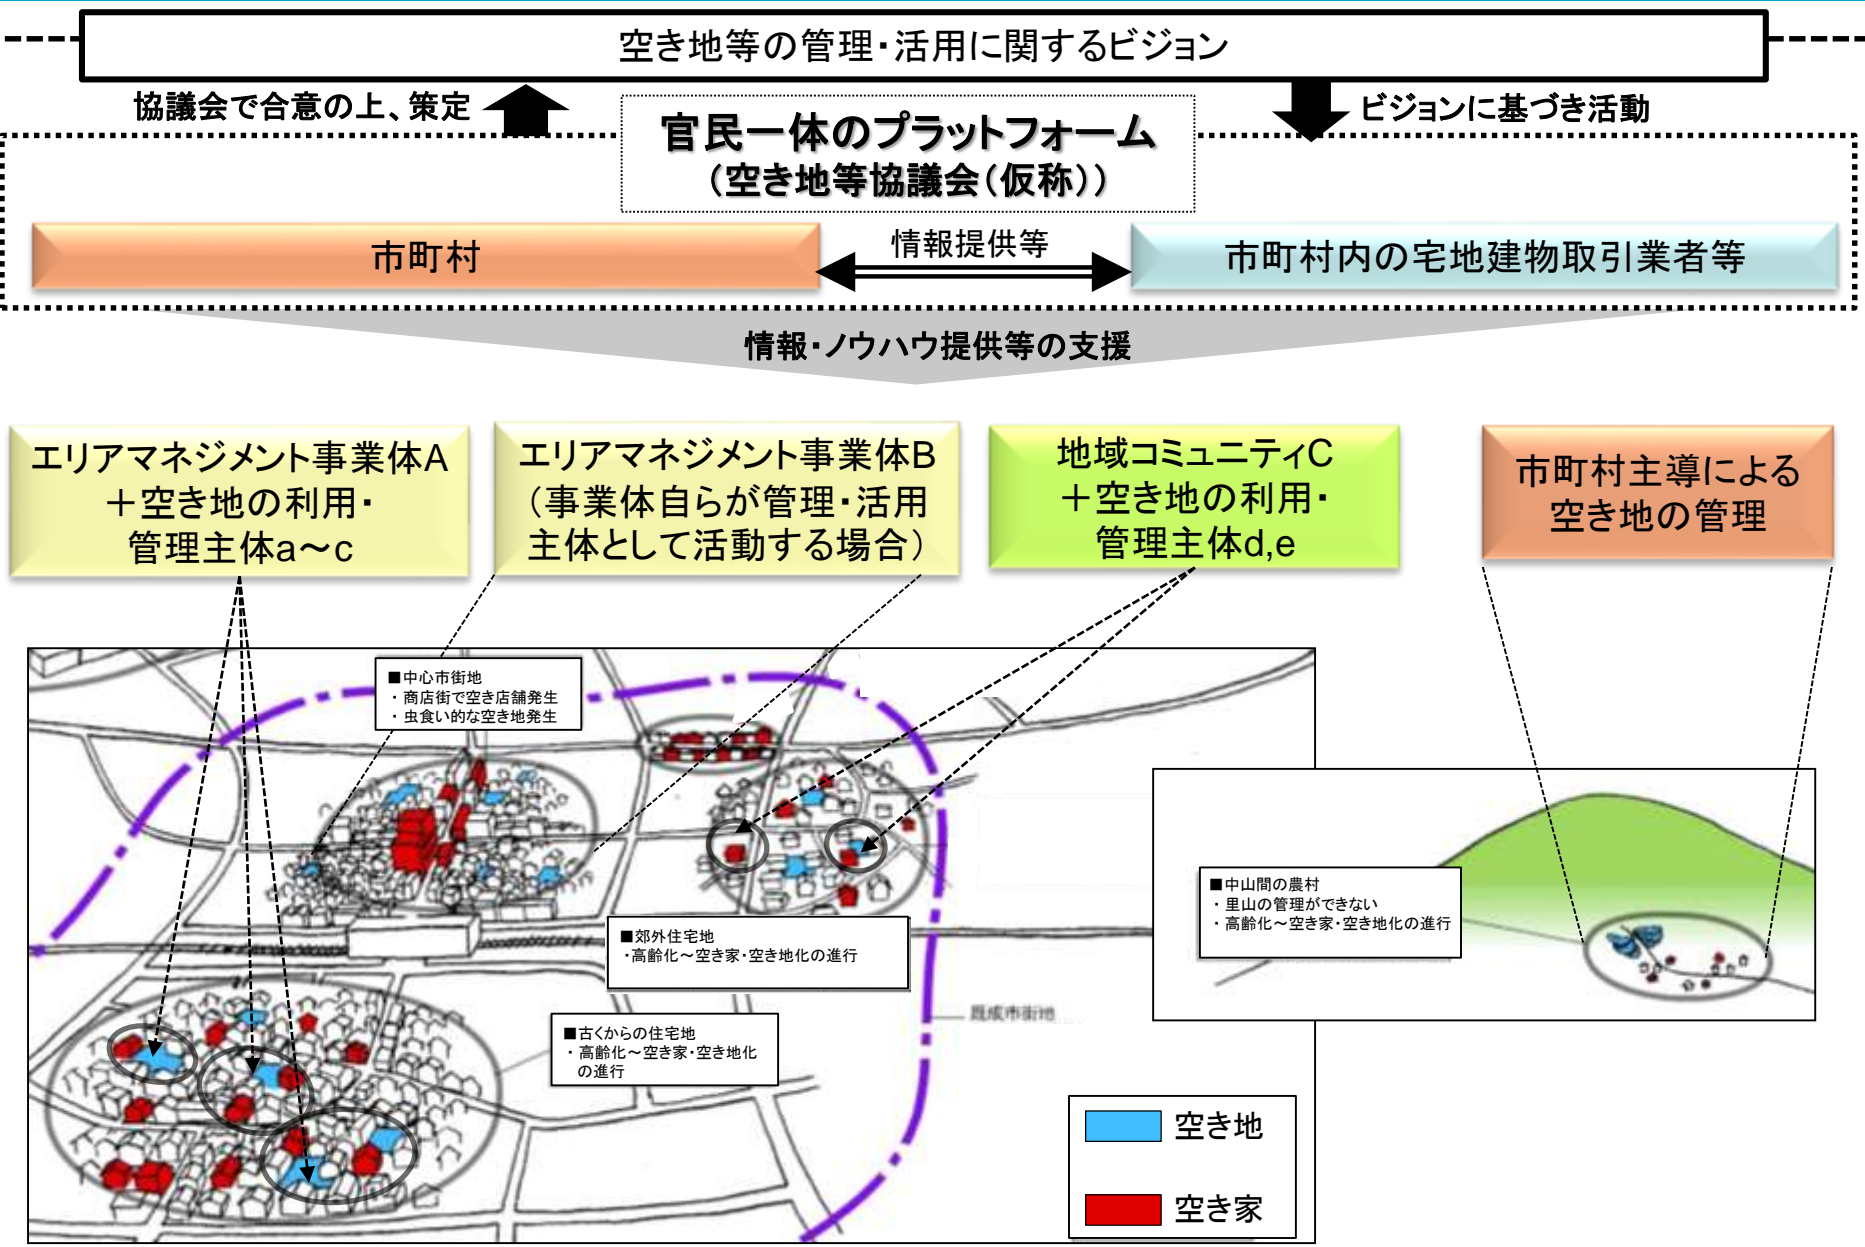 空き地等の管理・活用に関するビジョン
協議会で合意の上、策定
ビジョンに基づき活動
官民一体のプラットフォーム
（空き地等協議会（仮称））
市町村
情報提供等
市町村内の宅地建物取引業者等
情報・ノウハウ提供等の支援
エリアマネジメント事業体A
＋空き地の利用・
管理主体a～c
エリアマネジメント事業体B
（事業体自らが管理・活用
主体として活動する場合）
地域コミュニティC
＋空き地の利用・
管理主体d,e
市町村主導による
空き地の管理
■中心市街地
・商店街で空き店舗発生
・虫食い的な空き地発生
■中山間の農村
・里山の管理ができない
・高齢化～空き家・空き地化の進行
■郊外住宅地
・高齢化～空き家・空き地化の進行
既成市街地
■古くからの住宅地
・高齢化～空き家・空き地化
の進行
空き地
空き家